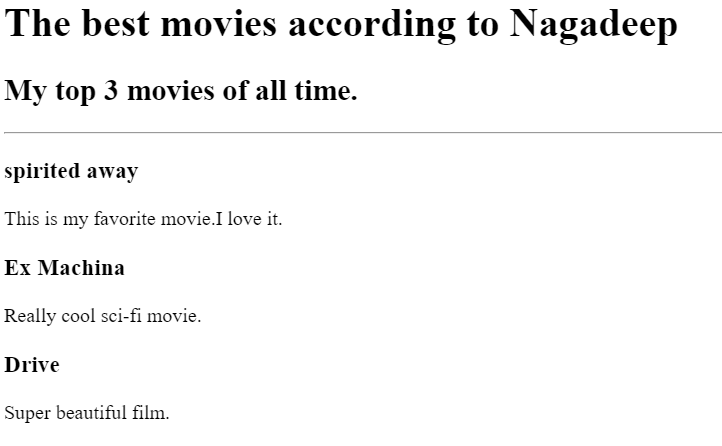 The best movies according to Nagadeep
My top 3 movies of all time.
spirited away
This is my favorite movie.I love it.
Ex Machina
Really cool sci-fi movie.
Drive
Super beautiful film.